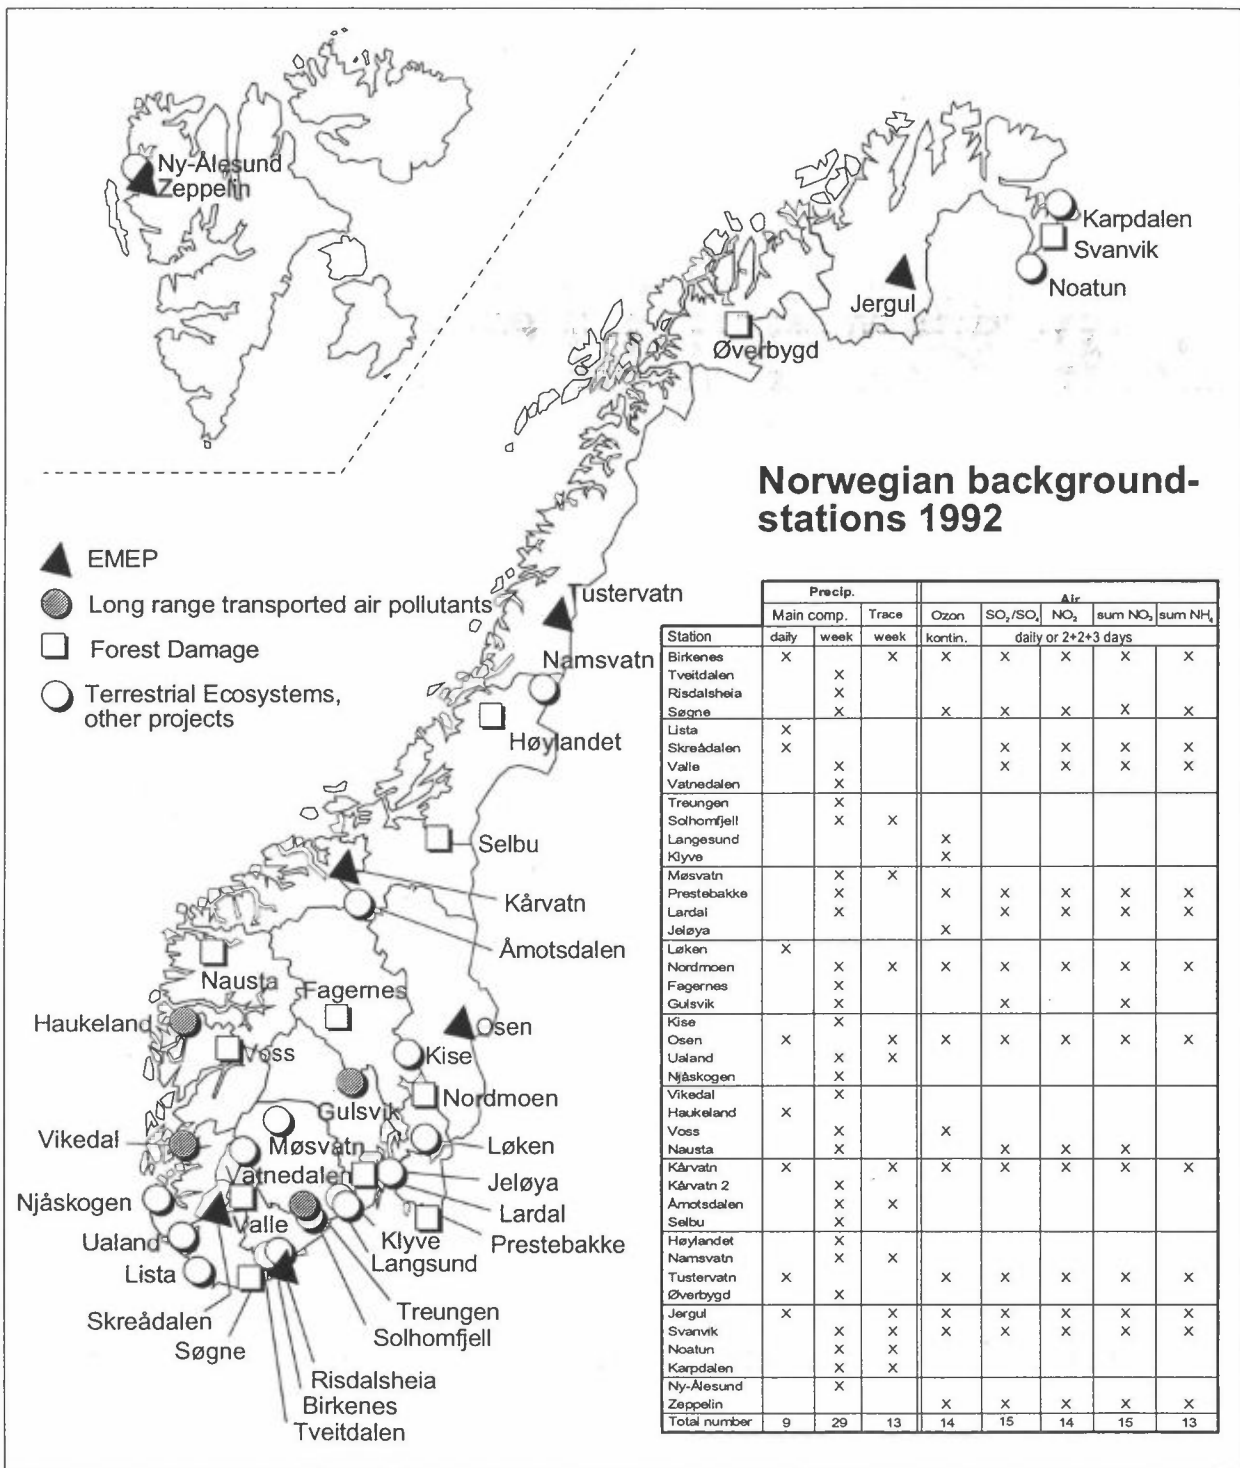 Ny-Ålesund
Zeppelin
Karpdalen
Svanvik
Noatun
Jergul
Øverbygd
Norwegian background-
stations 1992
EMEP
Long range transported air pollutants
Forest Damage
Terrestrial Ecosystems,
other projects
Tustervatn
Namsvatn
Høylandet
Selbu
Kårvatn
Åmotsdalen
Nausta
Fagernes
Haukeland
Osen
Voss
Kise
Gulsvik
Nordmoen
Vikedal
Møsvatn
Løken
Vatnedalen
Jeløya
Njåskogen
Lardal
Valle
Ualand
Klyve
Prestebakke
Langsund
Lista
Treungen
Skreådalen
Solhomfjell
Søgne
Risdalsheia
Birkenes
Tveitdalen
Precip. Air
Main comp. Trace Ozon SO₂/SO₄ NO₂ sum NO₃ sum NH₄
Station daily week week kontin. daily or 2+2+3 days
Birkenes X X X X X X X
Tveitdalen X
Risdalsheia X
Søgne X X X X X X
Lista X
Skreådalen X X X X X
Valle X X X X X
Vatnedalen X
Treungen X
Solhomfjell X X
Langesund X
Klyve X
Møsvatn X X
Prestebakke X X X X X X
Lardal X X X X X
Jeløya X
Løken X
Nordmoen X X X X X X X
Fagernes X
Gulsvik X X X
Kise X
Osen X X X X X X X
Ualand X X
Njåskogen X
Vikedal X
Haukeland X
Voss X X
Nausta X X X X
Kårvatn X X X X X X X
Kårvatn 2 X
Åmotsdalen X X
Selbu X
Høylandet X
Namsvatn X X
Tustervatn X X X X X X
Øverbygd X
Jergul X X X X X X X
Svanvik X X X X X X X
Noatun X X
Karpdalen X X
Ny-Ålesund X
Zeppelin X X X X X
Total number 9 29 13 14 15 14 15 13